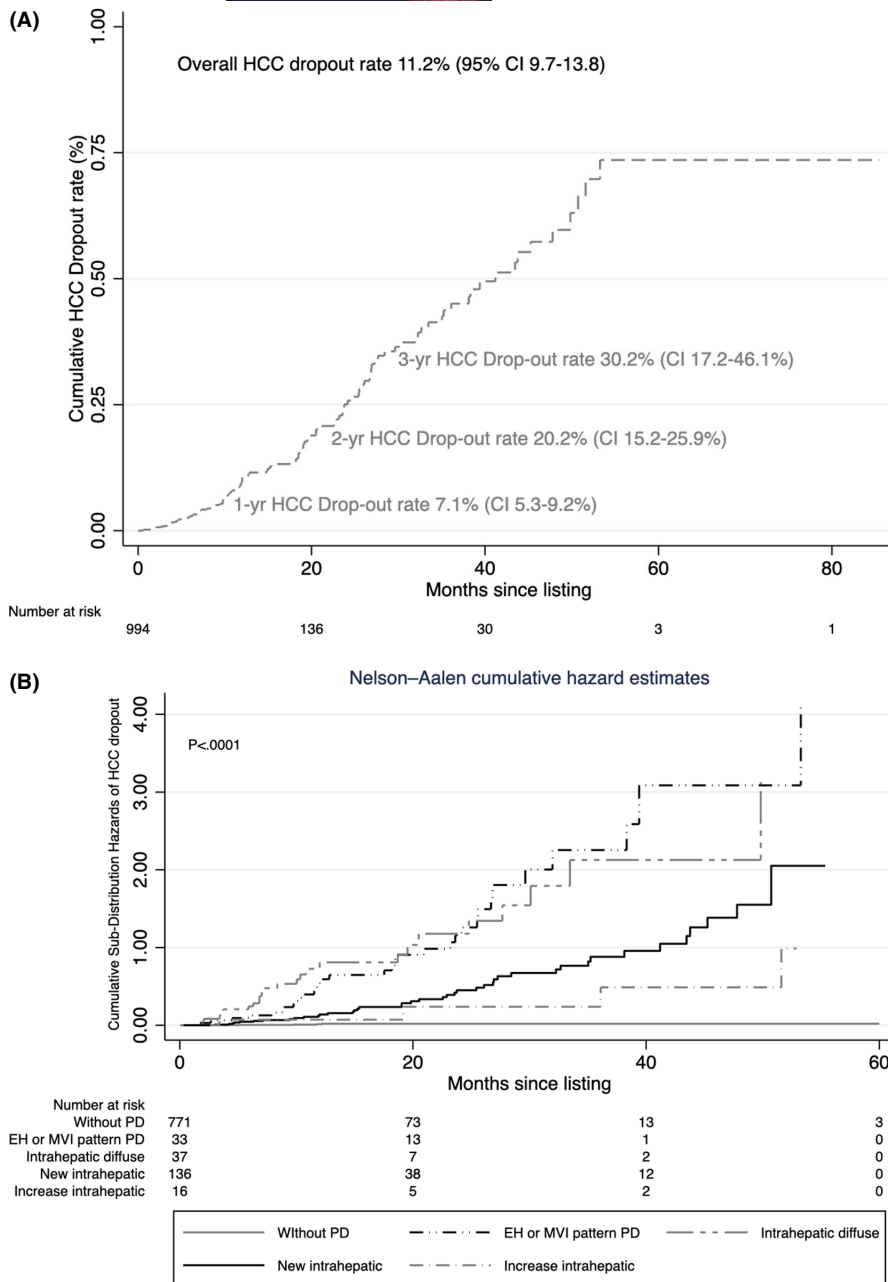 (A)
1.00
Overall HCC dropout rate 11.2% (95% CI 9.7-13.8)
0.75
Cumulative HCC Dropout rate (%)
0.50
3-yr HCC Drop-out rate 30.2% (CI 17.2-46.1%)
0.25
2-yr HCC Drop-out rate 20.2% (CI 15.2-25.9%)
1-yr HCC Drop-out rate 7.1% (CI 5.3-9.2%)
0.00
0 20 40 60 80
Months since listing
Number at risk
994 136 30 3 1
(B)
Nelson–Aalen cumulative hazard estimates
4.00
P<.0001
3.00
Cumulative Sub-Distribution Hazards of HCC dropout
2.00
1.00
0.00
0 20 40 60
Months since listing
Number at risk
Without PD 771 73 13 3
EH or MVI pattern PD 33 13 1 0
Intrahepatic diffuse 37 7 2 0
New intrahepatic 136 38 12 0
Increase intrahepatic 16 5 2 0
WIthout PD EH or MVI pattern PD Intrahepatic diffuse
New intrahepatic Increase intrahepatic